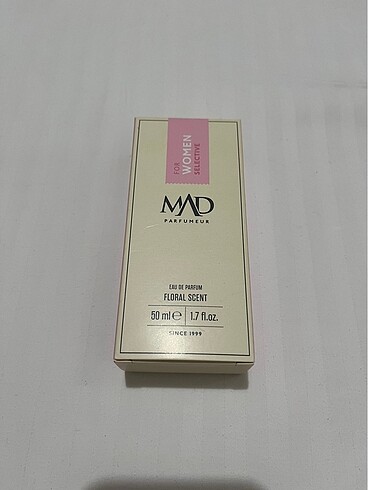 FOR
WOMEN
SELECTIVE
MAD
PARFUMEUR
EAU DE PARFUM
FLORAL SCENT
50 ml ℮ 1.7 fl.oz.
SINCE 1999